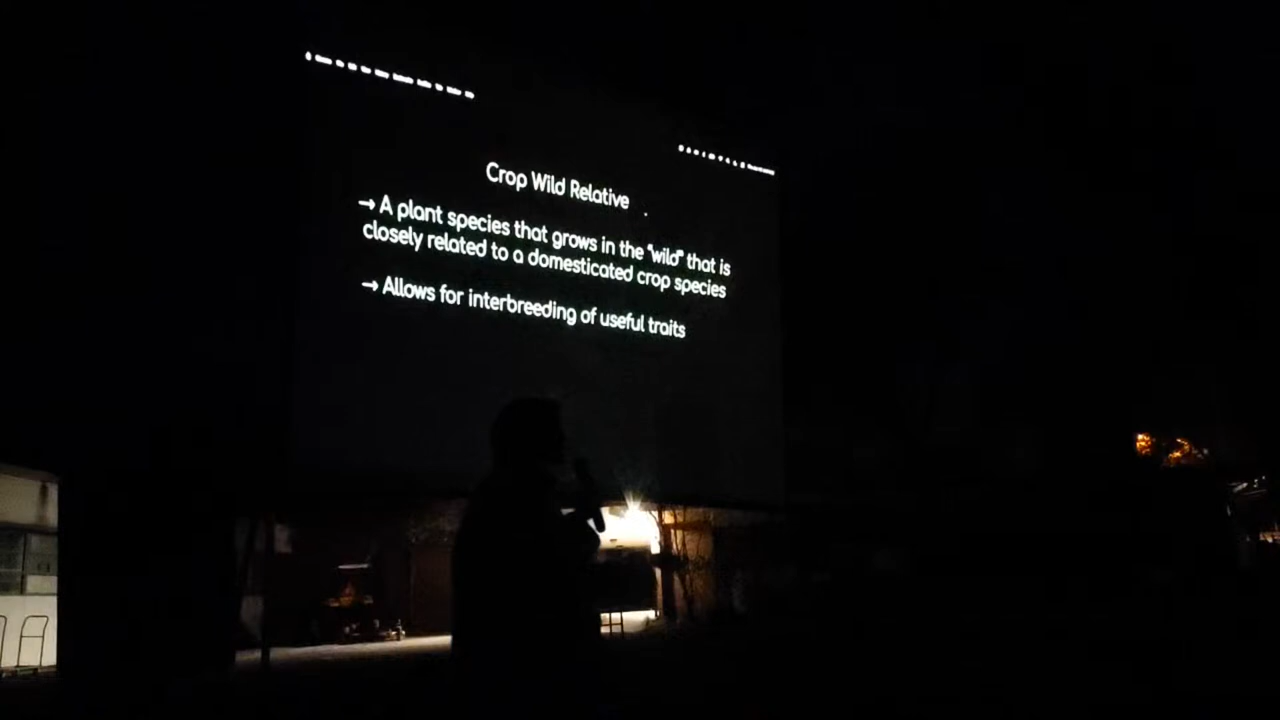 Crop Wild Relative
→ A plant species that grows in the "wild" that is
closely related to a domesticated crop species
→ Allows for interbreeding of useful traits